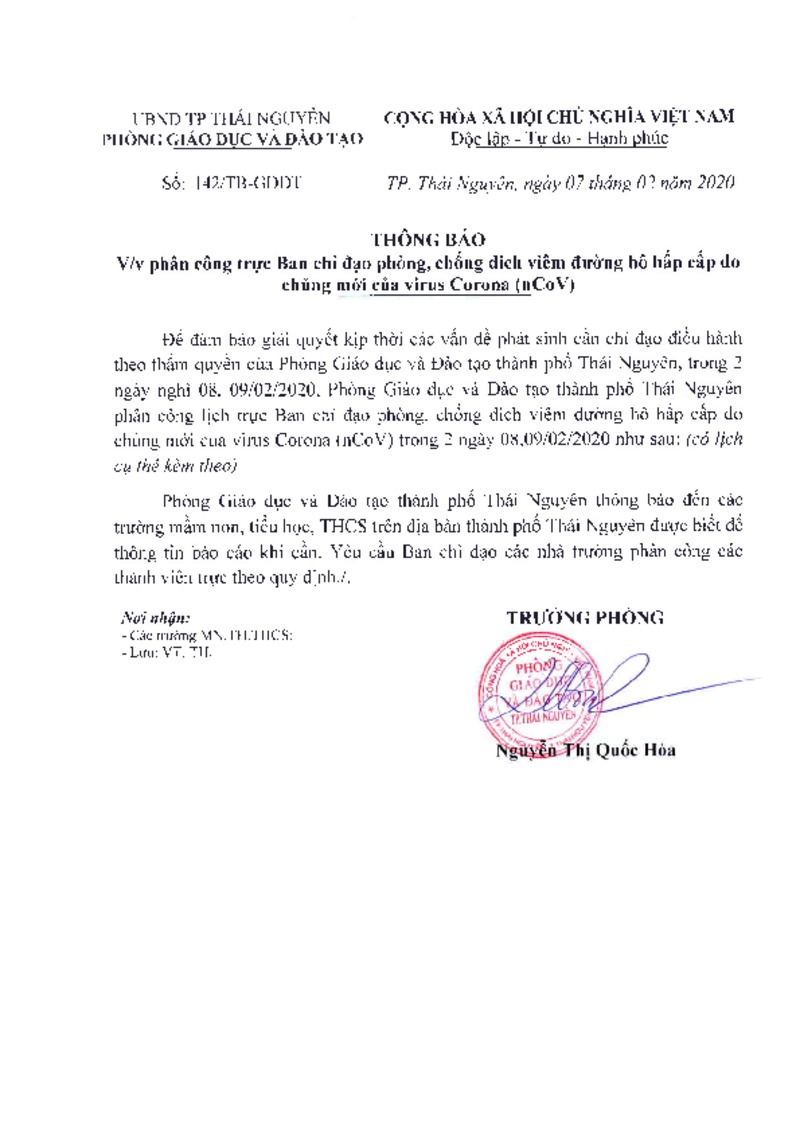 UBND TP THÁI NGUYÊN
PHÒNG GIÁO DỤC VÀ ĐÀO TẠO
CỘNG HÒA XÃ HỘI CHỦ NGHĨA VIỆT NAM
Độc lập - Tự do - Hạnh phúc
Số: 142/TB-GDĐT
TP. Thái Nguyên, ngày 07 tháng 02 năm 2020
THÔNG BÁO
V/v phân công trực Ban chỉ đạo phòng, chống dịch viêm đường hô hấp cấp do
chủng mới của virus Corona (nCoV)
Để đảm bảo giải quyết kịp thời các vấn đề phát sinh cần chỉ đạo điều hành
theo thẩm quyền của Phòng Giáo dục và Đào tạo thành phố Thái Nguyên, trong 2
ngày nghỉ 08, 09/02/2020, Phòng Giáo dục và Đào tạo thành phố Thái Nguyên
phân công lịch trực Ban chỉ đạo phòng, chống dịch viêm đường hô hấp cấp do
chủng mới của virus Corona (nCoV) trong 2 ngày 08,09/02/2020 như sau: (có lịch
cụ thể kèm theo)
Phòng Giáo dục và Đào tạo thành phố Thái Nguyên thông báo đến các
trường mầm non, tiểu học, THCS trên địa bàn thành phố Thái Nguyên được biết để
thông tin báo cáo khi cần. Yêu cầu Ban chỉ đạo các nhà trường phân công các
thành viên trực theo quy định./.
Nơi nhận:
- Các trường MN,TH,THCS;
- Lưu: VT, TH.
TRƯỞNG PHÒNG
PHÒNG
GIÁO DỤC
VÀ ĐÀO TẠO
TP.THÁI NGUYÊN
Nguyễn Thị Quốc Hòa